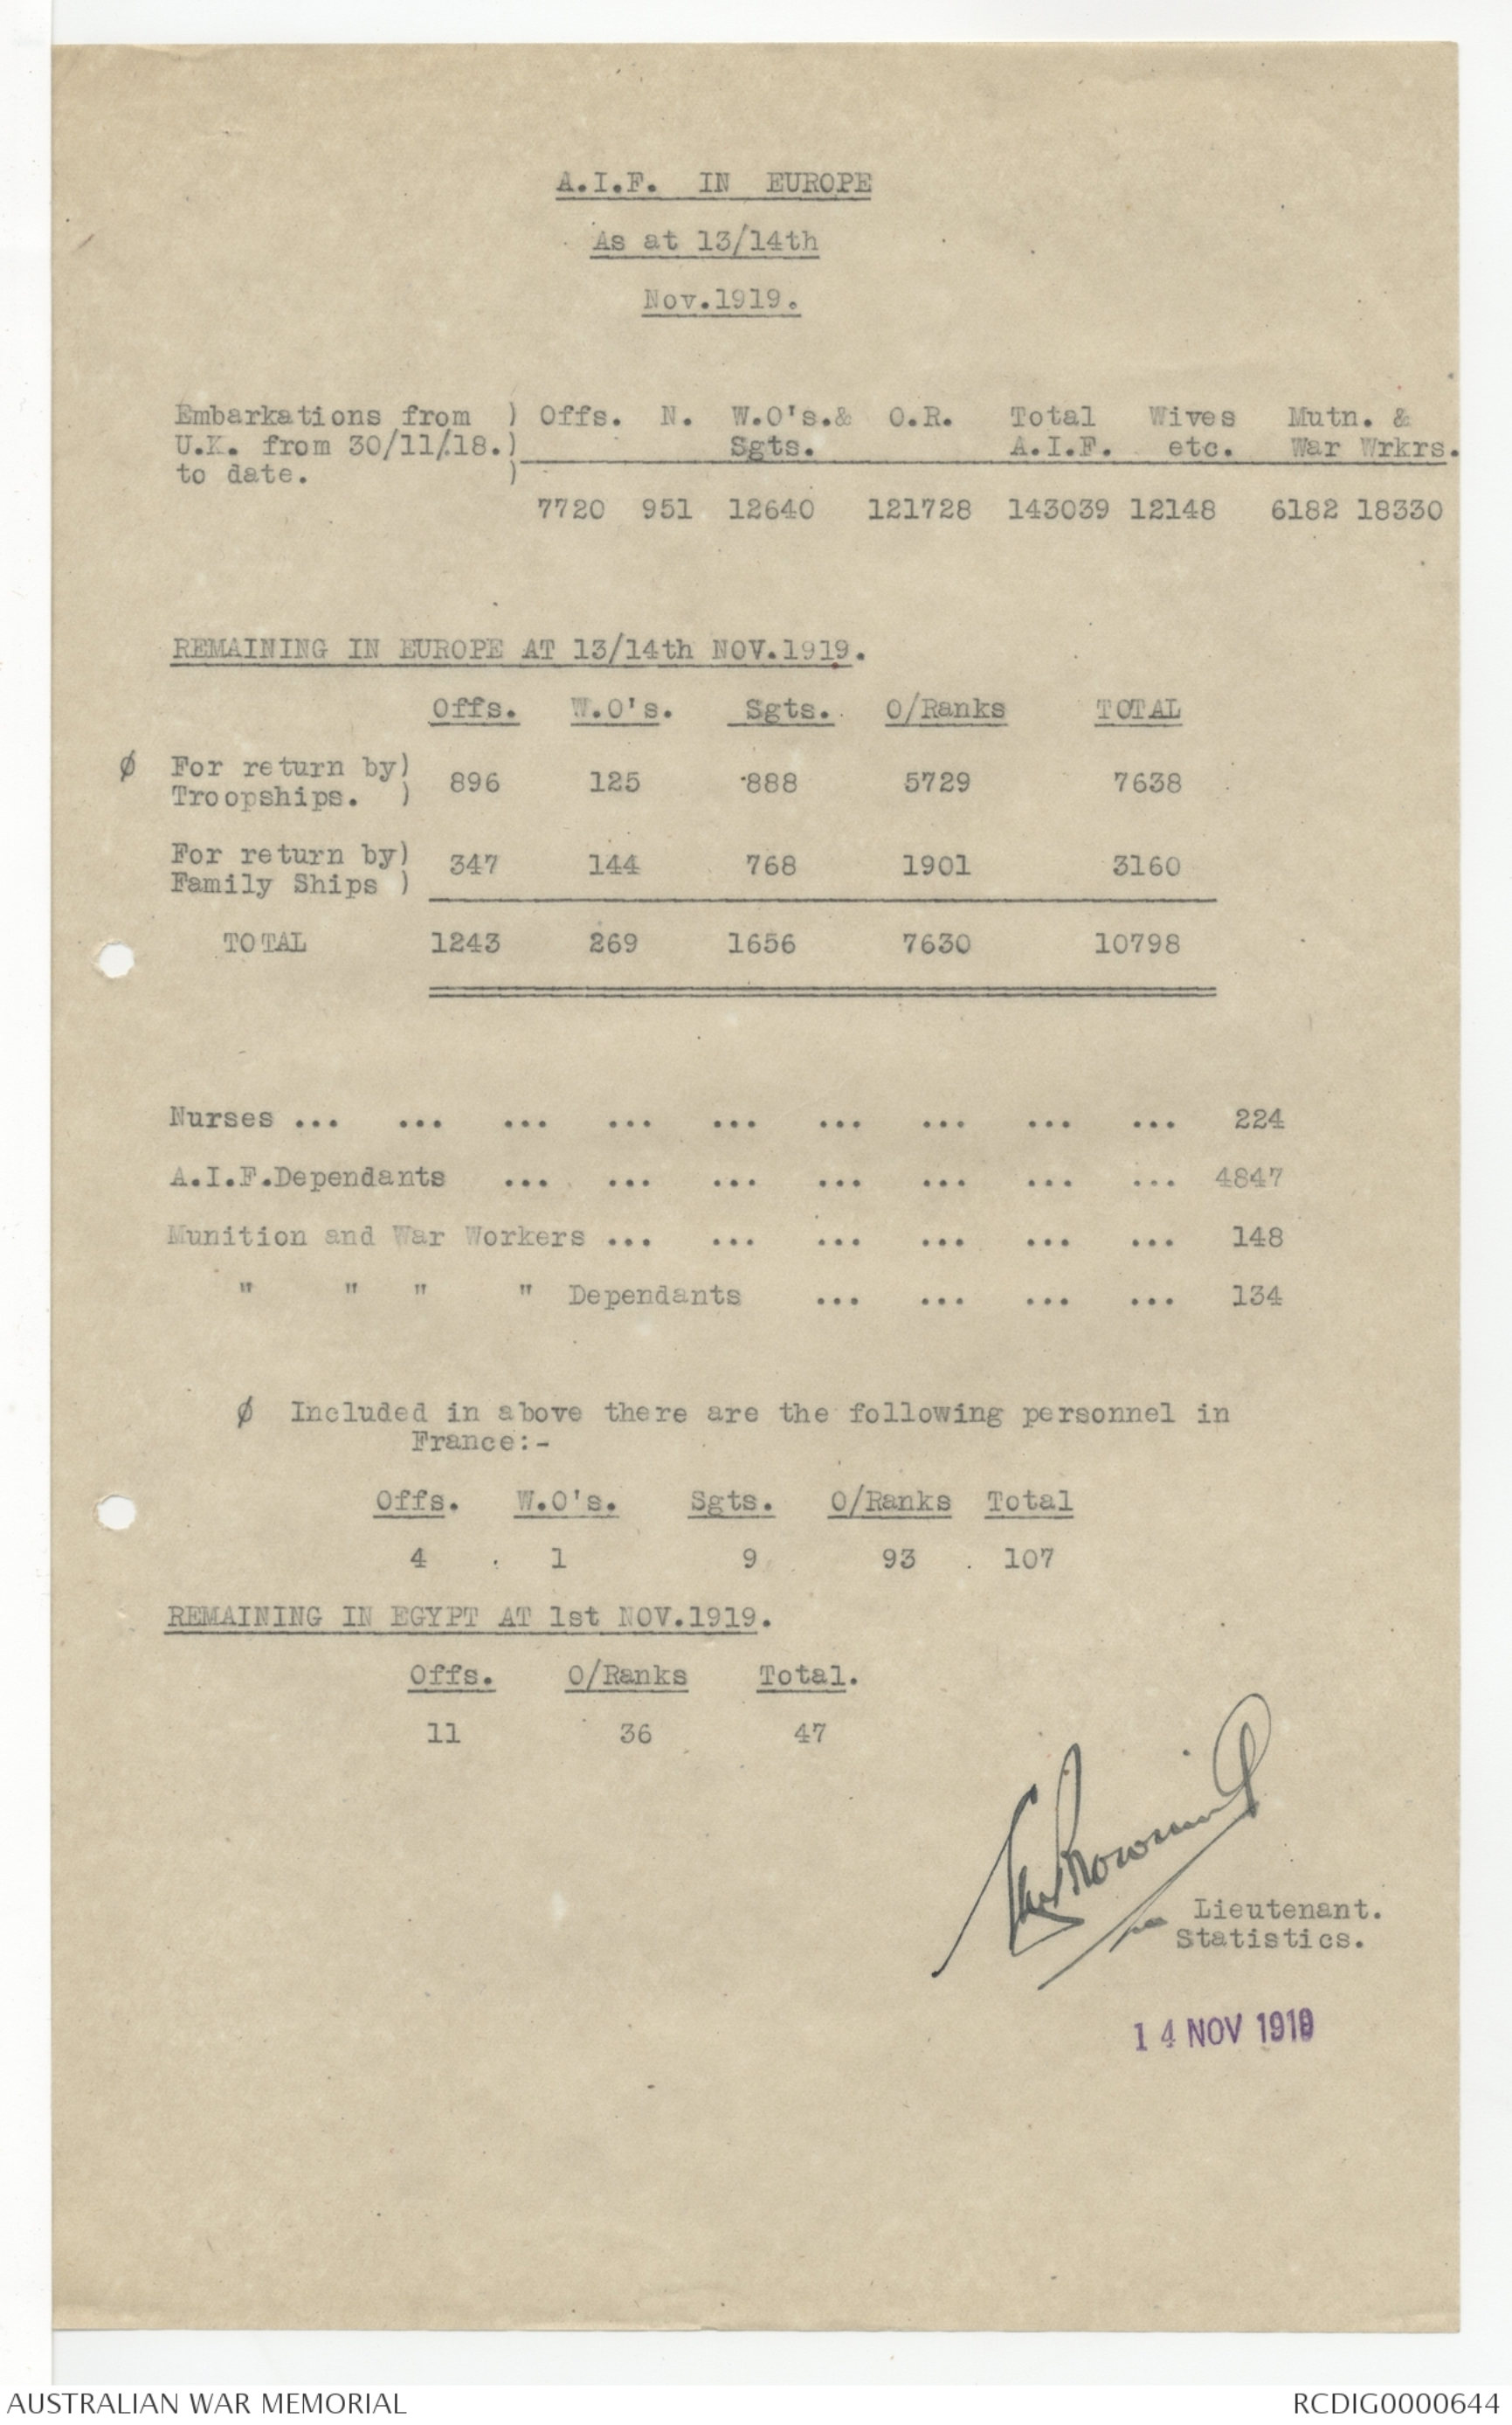 A.I.F. IN EUROPE
As at 13/14th
Nov.1919.
Embarkations from ) Offs. N. W.O's.& O.R. Total Wives Mutn. &
U.K. from 30/11/18.) Sgts. A.I.F. etc. War Wrkrs.
to date. )
7720 951 12640 121728 143039 12148 6182 18330
REMAINING IN EUROPE AT 13/14th NOV.1919.
Offs. W.O's. Sgts. O/Ranks TOTAL
ø For return by)
Troopships. ) 896 125 888 5729 7638
For return by)
Family Ships ) 347 144 768 1901 3160
TOTAL 1243 269 1656 7630 10798
Nurses ... ... ... ... ... ... ... ... ... 224
A.I.F.Dependants ... ... ... ... ... ... ... 4847
Munition and War Workers ... ... ... ... ... ... 148
" " " " Dependants ... ... ... ... 134
ø Included in above there are the following personnel in
France:-
Offs. W.O's. Sgts. O/Ranks Total
4 1 9 93 107
REMAINING IN EGYPT AT 1st NOV.1919.
Offs. O/Ranks Total.
11 36 47
Lieutenant.
Statistics.
14 NOV 1919
AUSTRALIAN WAR MEMORIAL
RCDIG0000644